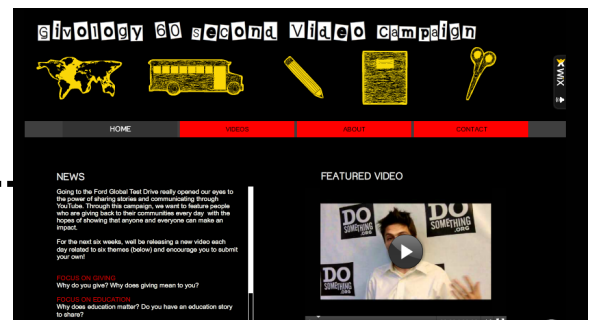 Givology 60 second Video Campaign
WIX
HOME
VIDEOS
ABOUT
CONTACT
NEWS
Going to the Ford Global Test Drive really opened our eyes to
the power of sharing stories and communicating through
YouTube. Through this campaign, we want to feature people
who are giving back to their communities every day with the
hopes of showing that anyone and everyone can make an
impact.
For the next six weeks, well be releasing a new video each
day related to six themes (below) and encourage you to submit
your own!
FOCUS ON GIVING
Why do you give? Why does giving mean to you?
FOCUS ON EDUCATION
Why does education matter? Do you have an education story
to share?
FEATURED VIDEO
DO
SOMETHING
.ORG
DO
SOMETHING
.ORG
DO
SOMETHING
.ORG